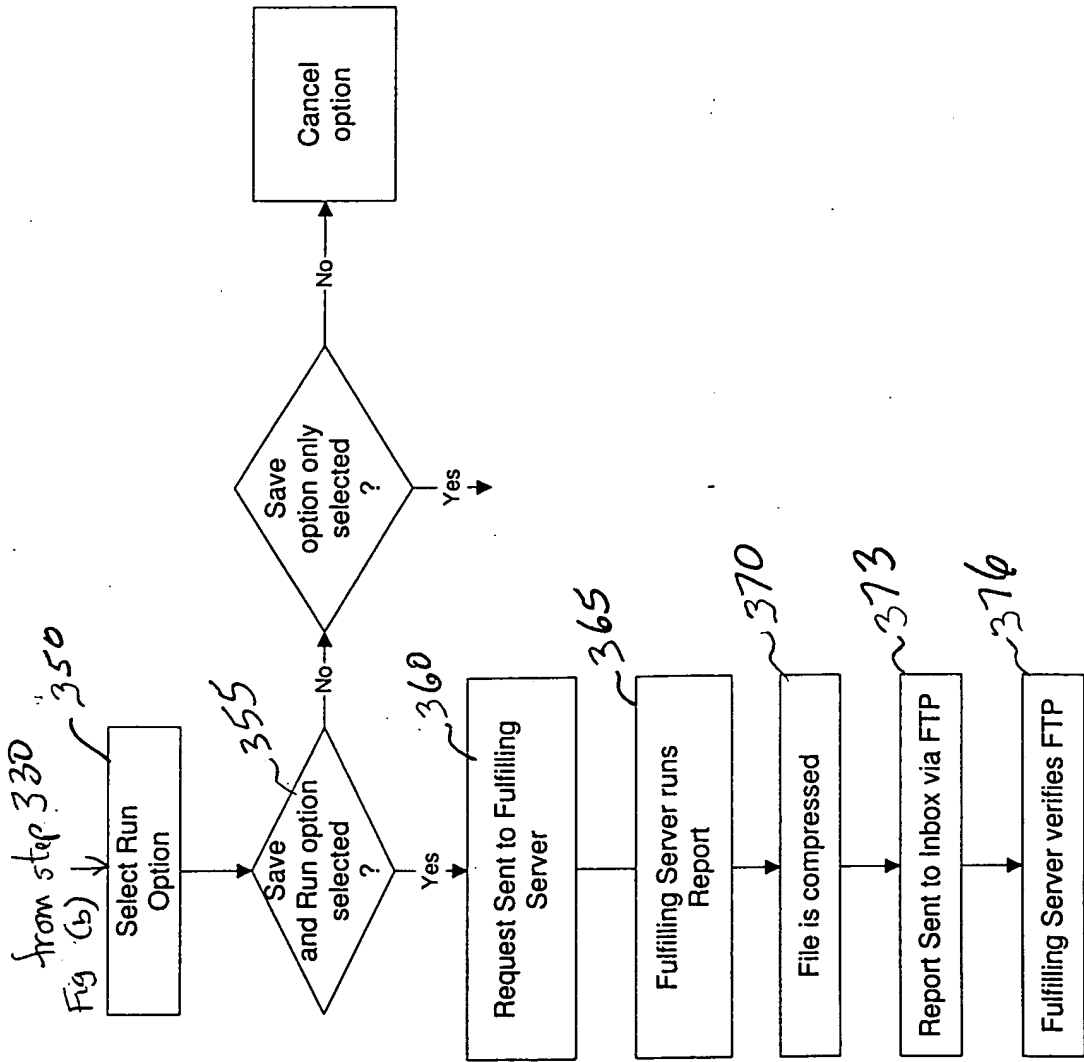 from step 330
Fig (b)
350
Select Run
Option
355
Save
and Run option
selected
?
No
Save
option only
selected
?
No
Cancel
option
Yes
Yes
360
Request Sent to Fulfilling
Server
365
Fulfilling Server runs
Report
370
File is compressed
373
Report Sent to Inbox via FTP
376
Fulfilling Server verifies FTP